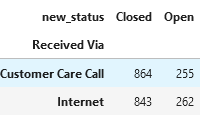 new_status Closed Open
Received Via
Customer Care Call 864 255
Internet 843 262